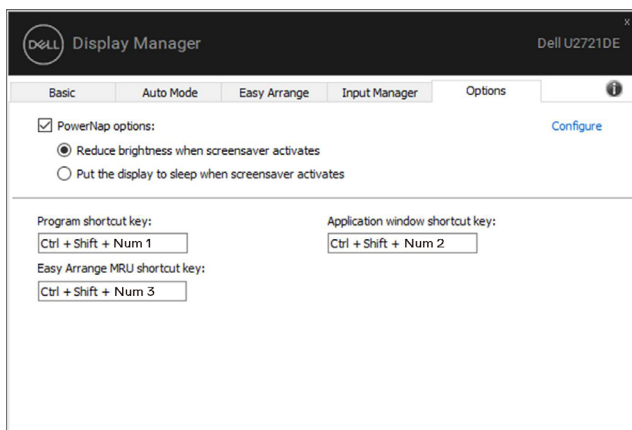 x
DELL Display Manager Dell U2721DE
Basic Auto Mode Easy Arrange Input Manager Options i
PowerNap options: Configure
Reduce brightness when screensaver activates
Put the display to sleep when screensaver activates
Program shortcut key: Application window shortcut key:
Ctrl + Shift + Num 1 Ctrl + Shift + Num 2
Easy Arrange MRU shortcut key:
Ctrl + Shift + Num 3